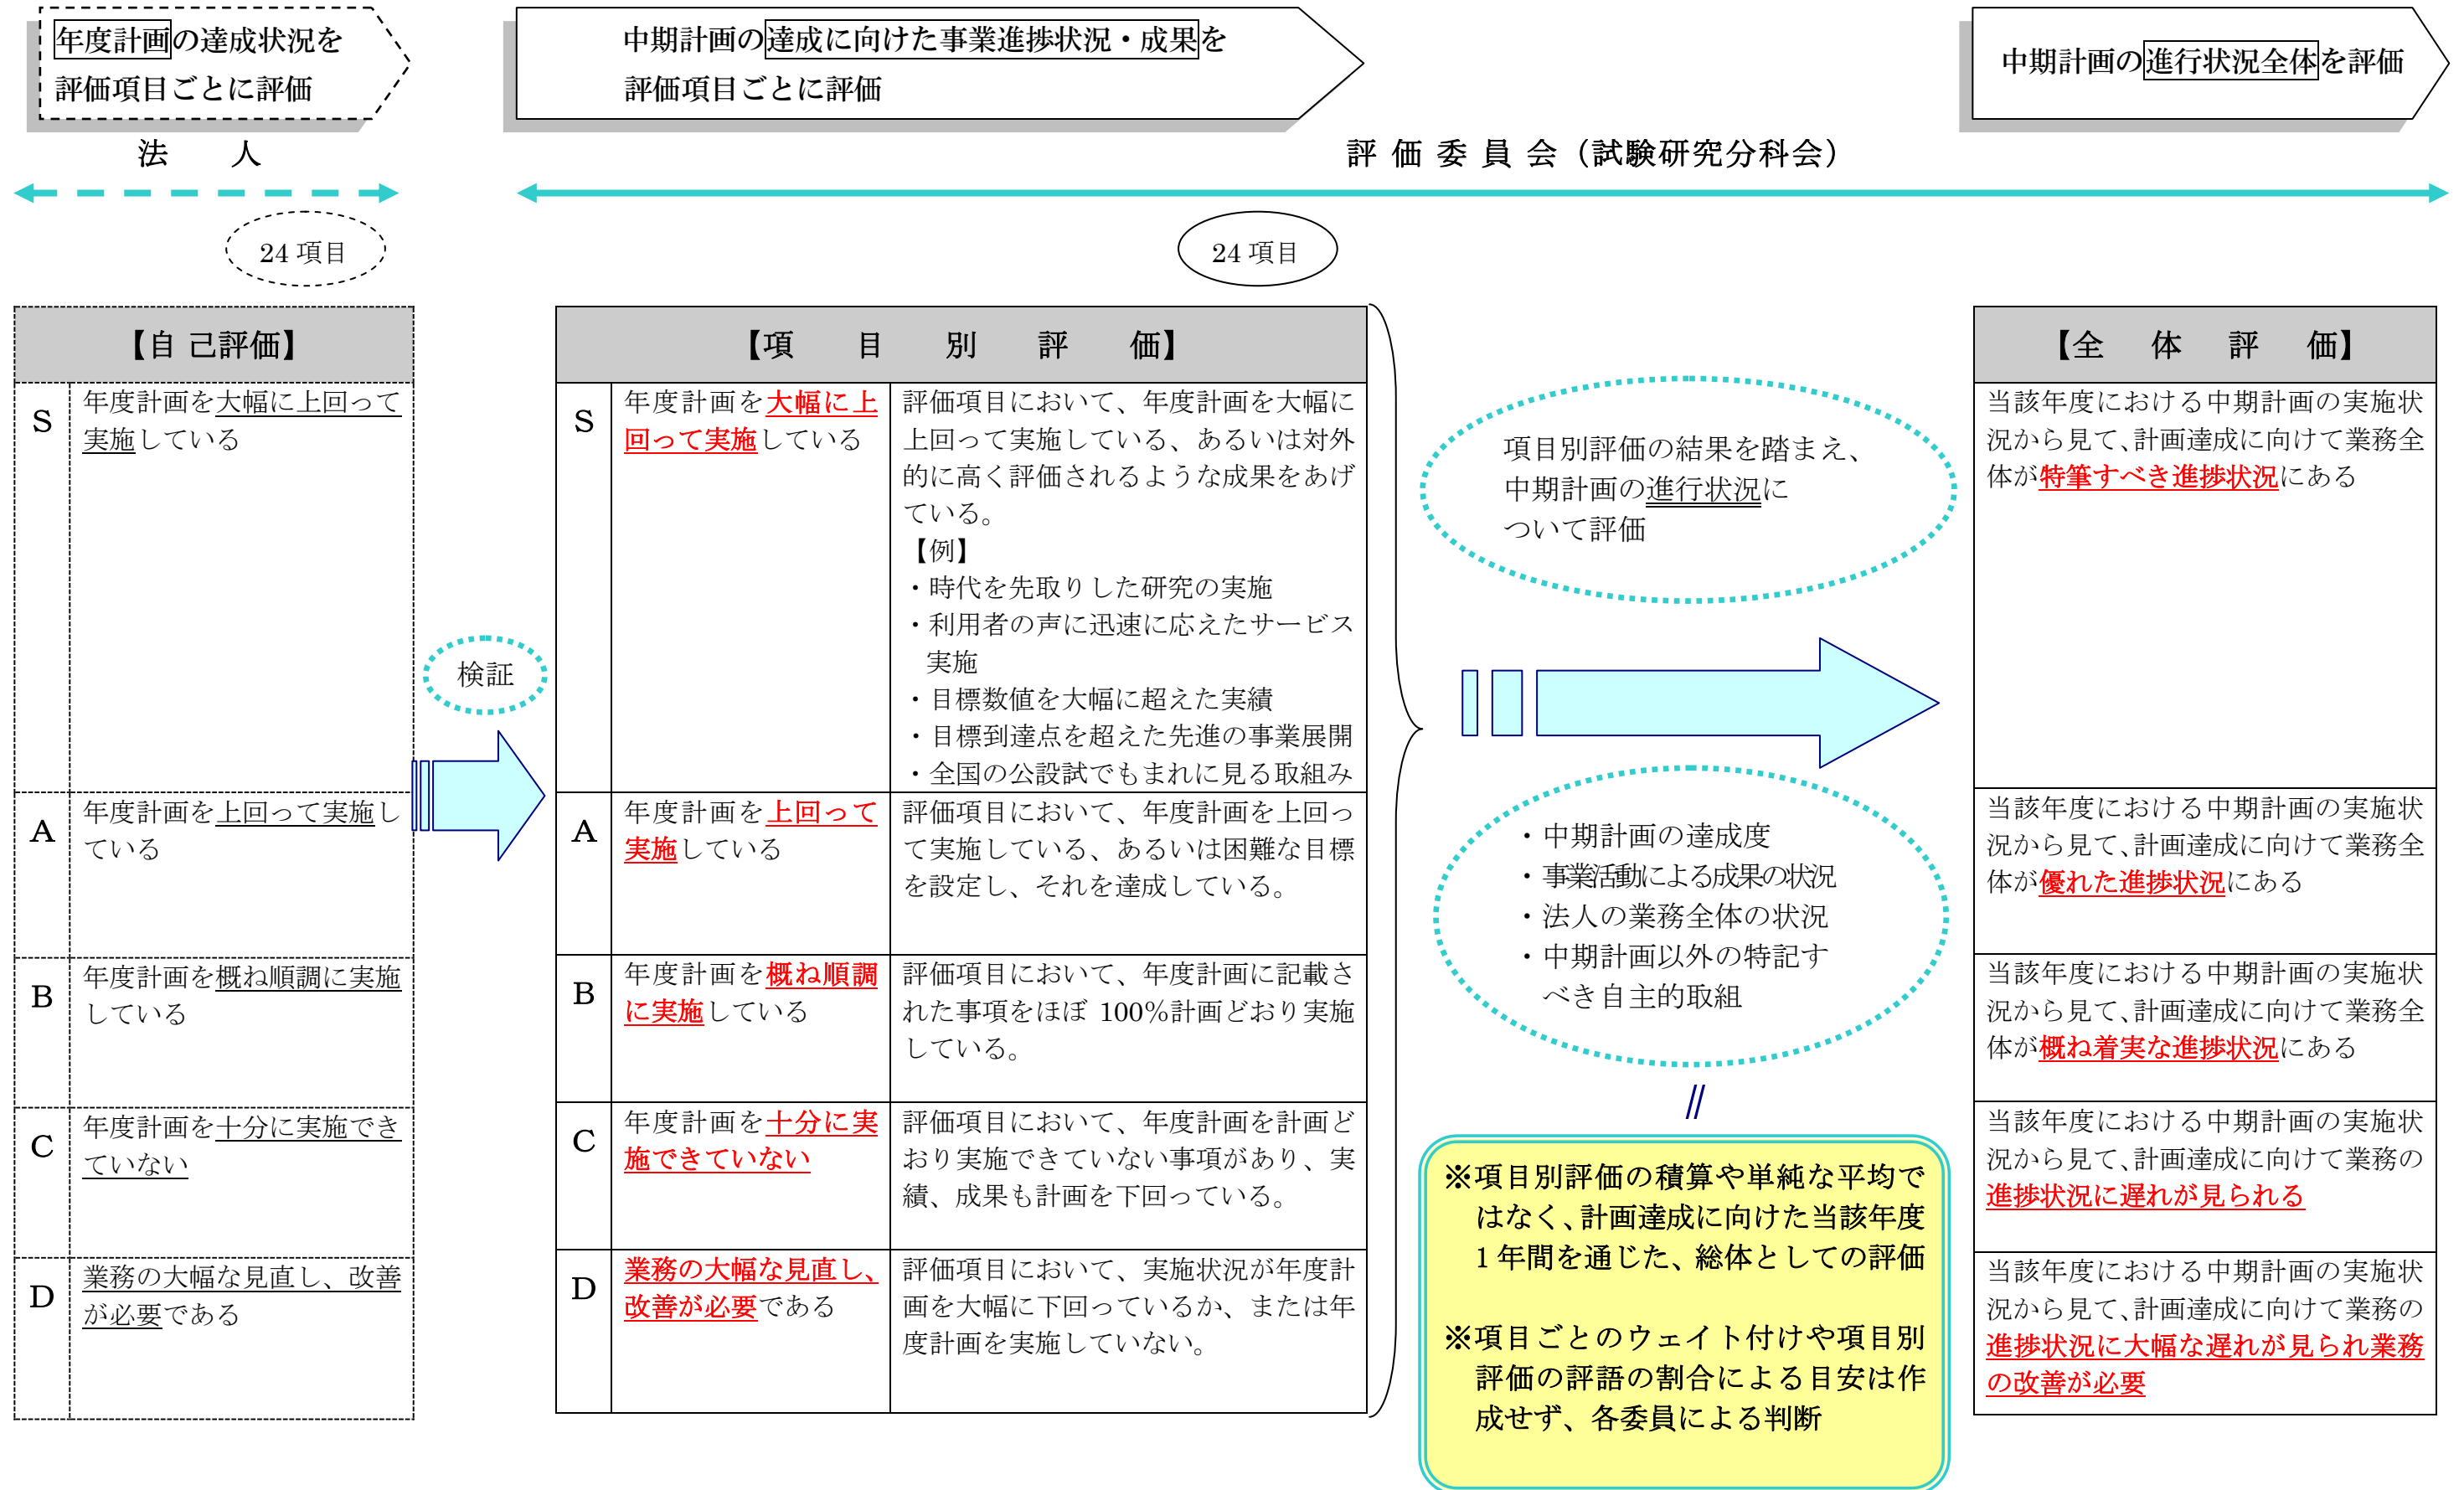 年度計画の達成状況を
評価項目ごとに評価
中期計画の達成に向けた事業進捗状況・成果を
評価項目ごとに評価
中期計画の進行状況全体を評価
法　人
評価委員会（試験研究分科会）
24 項目
24 項目
【自己評価】
S
年度計画を大幅に上回って
実施している
A
年度計画を上回って実施し
ている
B
年度計画を概ね順調に実施
している
C
年度計画を十分に実施でき
ていない
D
業務の大幅な見直し、改善
が必要である
検証
【項　目　別　評　価】
S
年度計画を大幅に上
回って実施している
評価項目において、年度計画を大幅に
上回って実施している、あるいは対外
的に高く評価されるような成果をあげ
ている。
【例】
・時代を先取りした研究の実施
・利用者の声に迅速に応えたサービス
実施
・目標数値を大幅に超えた実績
・目標到達点を超えた先進の事業展開
・全国の公設試でもまれに見る取組み
A
年度計画を上回って
実施している
評価項目において、年度計画を上回っ
て実施している、あるいは困難な目標
を設定し、それを達成している。
B
年度計画を概ね順調
に実施している
評価項目において、年度計画に記載さ
れた事項をほぼ 100%計画どおり実施
している。
C
年度計画を十分に実
施できていない
評価項目において、年度計画を計画ど
おり実施できていない事項があり、実
績、成果も計画を下回っている。
D
業務の大幅な見直し、
改善が必要である
評価項目において、実施状況が年度計
画を大幅に下回っているか、または年
度計画を実施していない。
項目別評価の結果を踏まえ、
中期計画の進行状況に
ついて評価
・中期計画の達成度
・事業活動による成果の状況
・法人の業務全体の状況
・中期計画以外の特記す
べき自主的取組
//
※項目別評価の積算や単純な平均で
はなく、計画達成に向けた当該年度
1 年間を通じた、総体としての評価
※項目ごとのウェイト付けや項目別
評価の評語の割合による目安は作
成せず、各委員による判断
【全　体　評　価】
当該年度における中期計画の実施状
況から見て、計画達成に向けて業務全
体が特筆すべき進捗状況にある
当該年度における中期計画の実施状
況から見て、計画達成に向けて業務全
体が優れた進捗状況にある
当該年度における中期計画の実施状
況から見て、計画達成に向けて業務全
体が概ね着実な進捗状況にある
当該年度における中期計画の実施状
況から見て、計画達成に向けて業務の
進捗状況に遅れが見られる
当該年度における中期計画の実施状
況から見て、計画達成に向けて業務の
進捗状況に大幅な遅れが見られ業務
の改善が必要